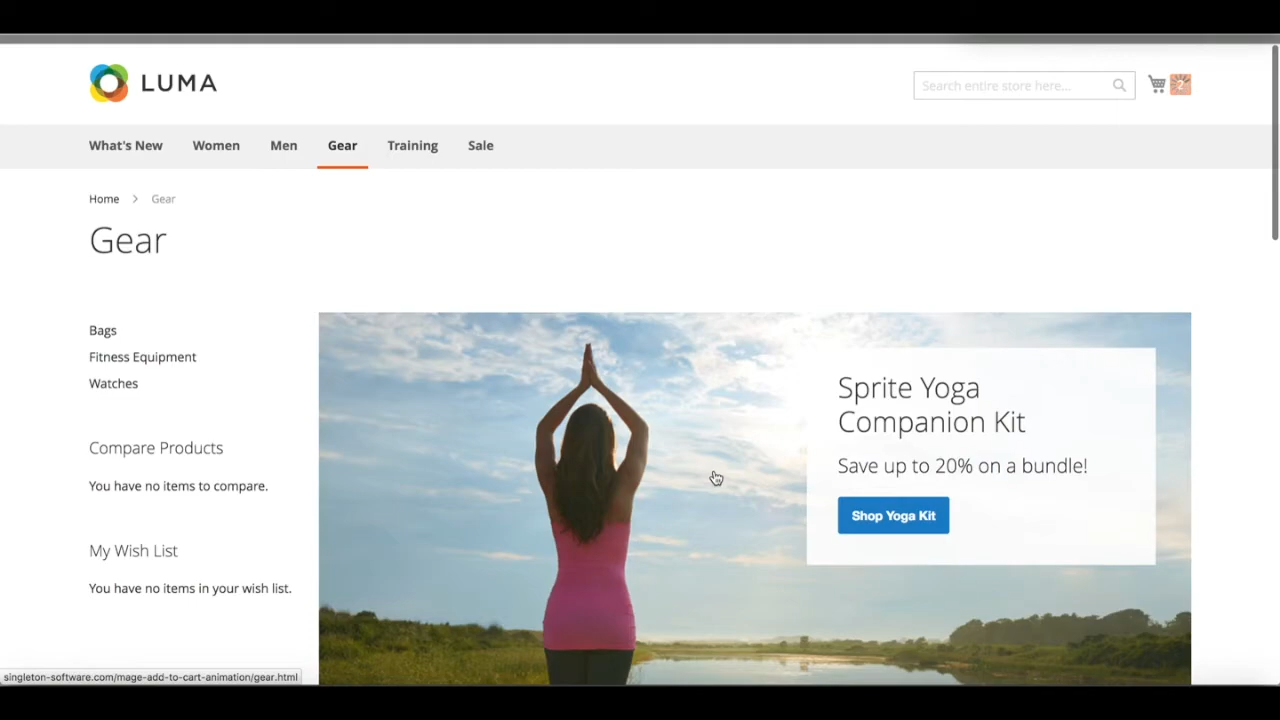 LUMA
Search entire store here...
2
What's New
Women
Men
Gear
Training
Sale
Home
Gear
Gear
Bags
Fitness Equipment
Watches
Compare Products
You have no items to compare.
My Wish List
You have no items in your wish list.
Sprite Yoga
Companion Kit
Save up to 20% on a bundle!
Shop Yoga Kit
singleton-software.com/mage-add-to-cart-animation/gear.html